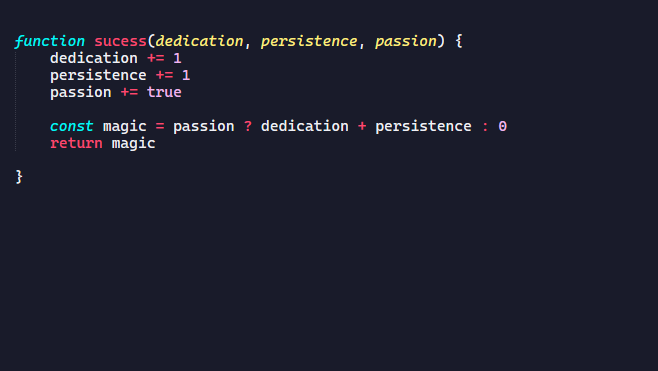 function sucess(dedication, persistence, passion) {
    dedication += 1
    persistence += 1
    passion += true
    const magic = passion ? dedication + persistence : 0
    return magic
}